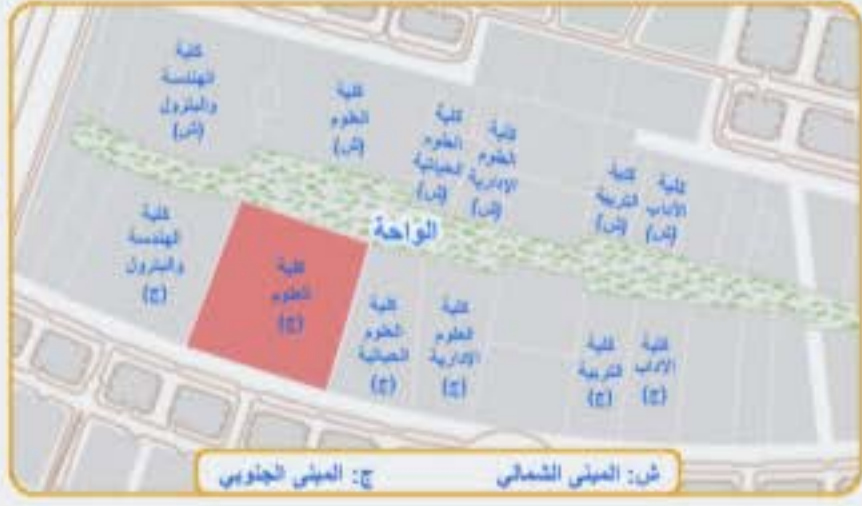 كلية
الهندسة
والبترول
(ش)
كلية
العلوم
(ش)
كلية
العلوم
الحياتية
(ش)
كلية
العلوم
الإدارية
(ش)
كلية
التربية
(ش)
كلية
الآداب
(ش)
الواحة
كلية
الهندسة
والبترول
(ج)
كلية
العلوم
(ج)
كلية
العلوم
الحياتية
(ج)
كلية
العلوم
الإدارية
(ج)
كلية
التربية
(ج)
كلية
الآداب
(ج)
ش: المبنى الشمالي
ج: المبنى الجنوبي